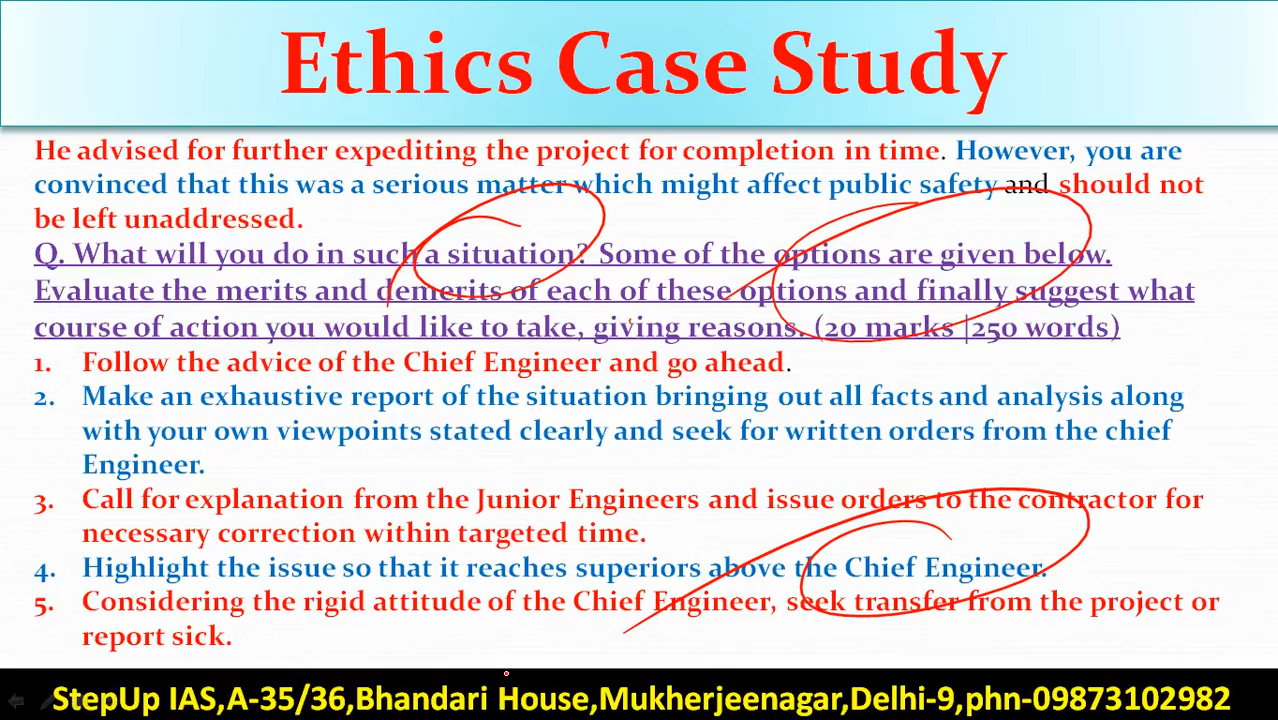 Ethics Case Study
He advised for further expediting the project for completion in time. However, you are
convinced that this was a serious matter which might affect public safety and should not
be left unaddressed.
Q. What will you do in such a situation? Some of the options are given below.
Evaluate the merits and demerits of each of these options and finally suggest what
course of action you would like to take, giving reasons. (20 marks |250 words)
1. Follow the advice of the Chief Engineer and go ahead.
2. Make an exhaustive report of the situation bringing out all facts and analysis along
with your own viewpoints stated clearly and seek for written orders from the chief
Engineer.
3. Call for explanation from the Junior Engineers and issue orders to the contractor for
necessary correction within targeted time.
4. Highlight the issue so that it reaches superiors above the Chief Engineer.
5. Considering the rigid attitude of the Chief Engineer, seek transfer from the project or
report sick.
StepUp IAS,A-35/36,Bhandari House,Mukherjeenagar,Delhi-9,phn-09873102982